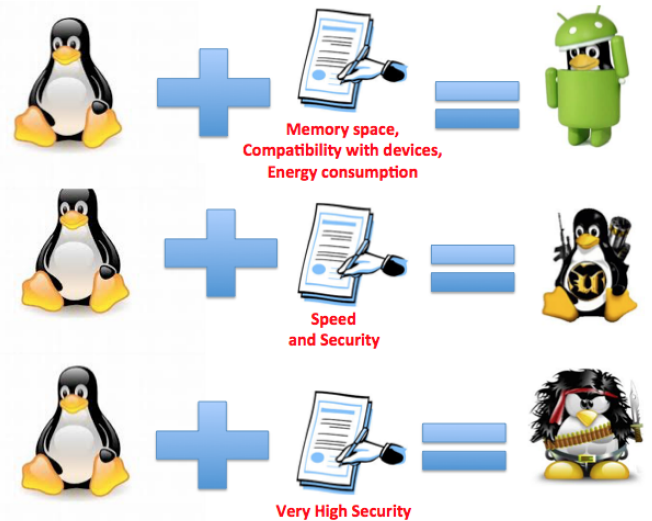 Memory space,
Compatibility with devices,
Energy consumption
Speed
and Security
Very High Security